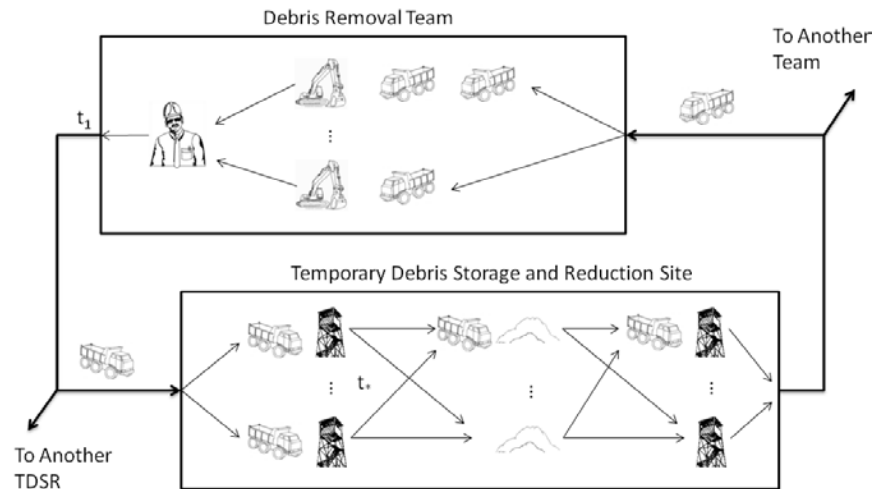 Debris Removal Team
To Another
Team
t₁
Temporary Debris Storage and Reduction Site
t*
To Another
TDSR